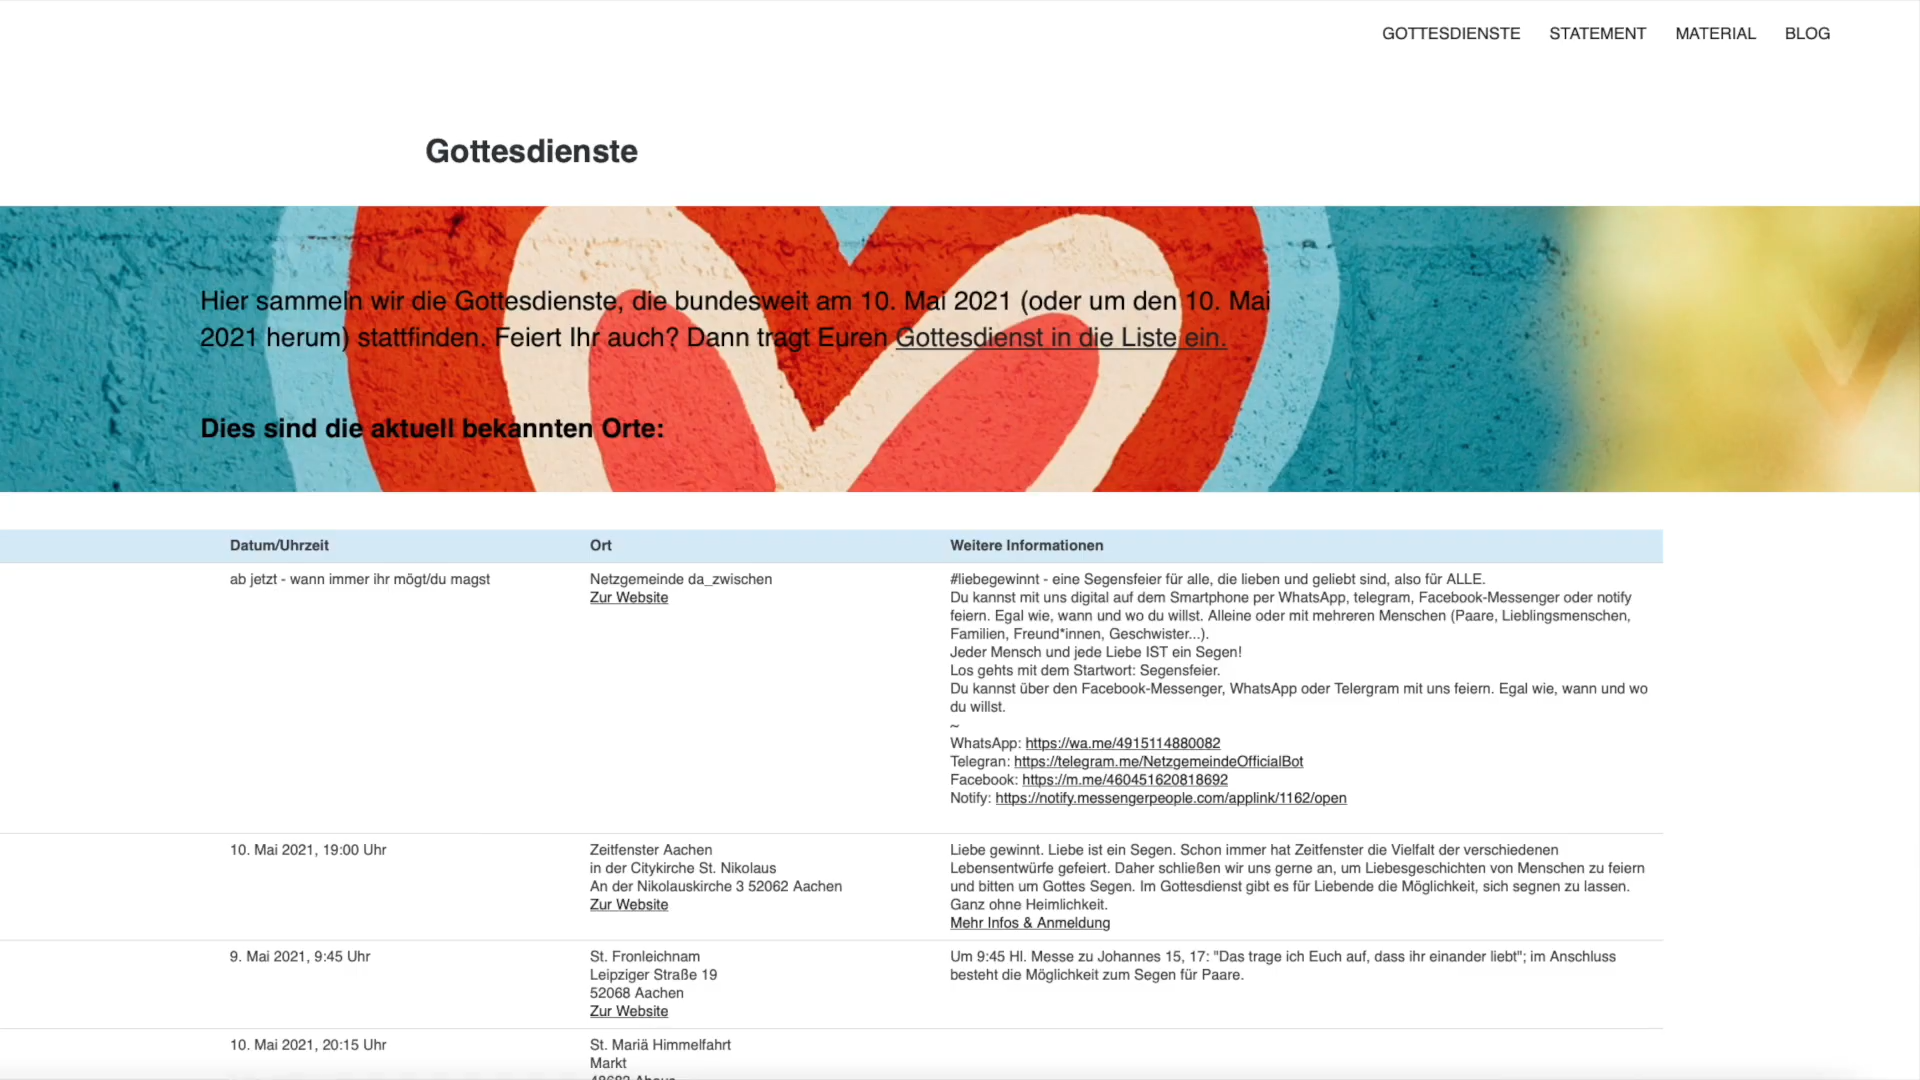 GOTTESDIENSTE STATEMENT MATERIAL BLOG
Gottesdienste
Hier sammeln wir die Gottesdienste, die bundesweit am 10. Mai 2021 (oder um den 10. Mai
2021 herum) stattfinden. Feiert Ihr auch? Dann tragt Euren Gottesdienst in die Liste ein.
Dies sind die aktuell bekannten Orte:
Datum/Uhrzeit Ort Weitere Informationen
ab jetzt - wann immer ihr mögt/du magst
Netzgemeinde da_zwischen
Zur Website
#liebegewinnt - eine Segensfeier für alle, die lieben und geliebt sind, also für ALLE.
Du kannst mit uns digital auf dem Smartphone per WhatsApp, telegram, Facebook-Messenger oder notify
feiern. Egal wie, wann und wo du willst. Alleine oder mit mehreren Menschen (Paare, Lieblingsmenschen,
Familien, Freund*innen, Geschwister...).
Jeder Mensch und jede Liebe IST ein Segen!
Los gehts mit dem Startwort: Segensfeier.
Du kannst über den Facebook-Messenger, WhatsApp oder Telergram mit uns feiern. Egal wie, wann und wo
du willst.
~
WhatsApp: https://wa.me/4915114880082
Telegran: https://telegram.me/NetzgemeindeOfficialBot
Facebook: https://m.me/460451620818692
Notify: https://notify.messengerpeople.com/applink/1162/open
10. Mai 2021, 19:00 Uhr
Zeitfenster Aachen
in der Citykirche St. Nikolaus
An der Nikolauskirche 3 52062 Aachen
Zur Website
Liebe gewinnt. Liebe ist ein Segen. Schon immer hat Zeitfenster die Vielfalt der verschiedenen
Lebensentwürfe gefeiert. Daher schließen wir uns gerne an, um Liebesgeschichten von Menschen zu feiern
und bitten um Gottes Segen. Im Gottesdienst gibt es für Liebende die Möglichkeit, sich segnen zu lassen.
Ganz ohne Heimlichkeit.
Mehr Infos & Anmeldung
9. Mai 2021, 9:45 Uhr
St. Fronleichnam
Leipziger Straße 19
52068 Aachen
Zur Website
Um 9:45 Hl. Messe zu Johannes 15, 17: "Das trage ich Euch auf, dass ihr einander liebt"; im Anschluss
besteht die Möglichkeit zum Segen für Paare.
10. Mai 2021, 20:15 Uhr
St. Mariä Himmelfahrt
Markt